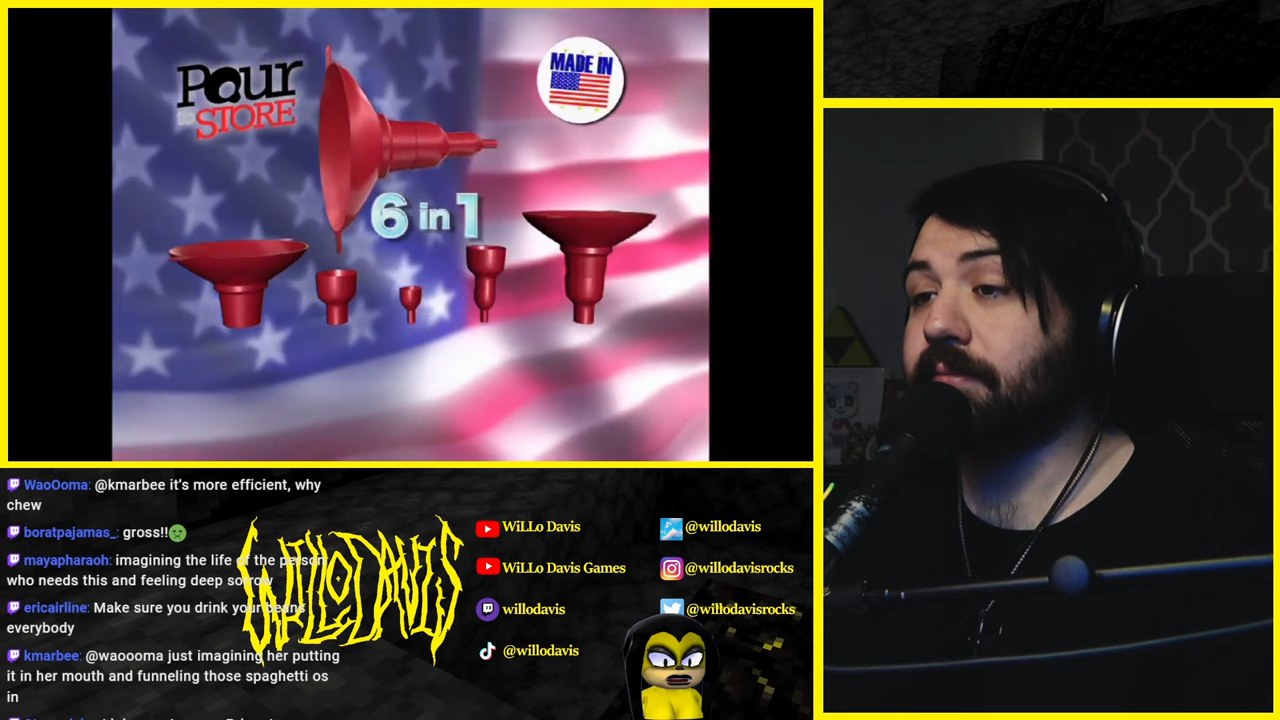 Pour
to STORE
MADE IN
6 in 1
WaoOoma: @kmarbee it's more efficient, why
chew
boratpajamas_: gross!!
mayapharaoh: imagining the life of the person
who needs this and feeling deep sorrow
ericairline: Make sure you drink your beans
everybody
kmarbee: @waoooma just imagining her putting
it in her mouth and funneling those spaghetti os
in
WILLO DAVIS
WiLLo Davis
WiLLo Davis Games
willodavis
@willodavis
@willodavis
@willodavisrocks
@willodavisrocks